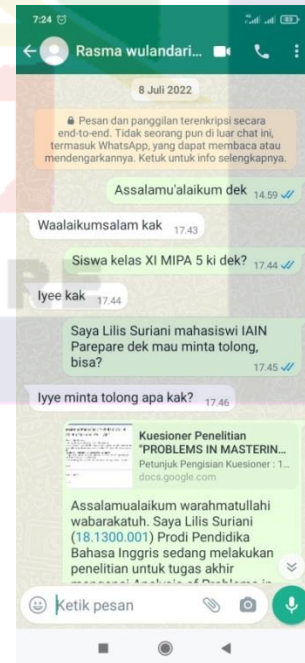 7:24
Rasma wulandari...
8 Juli 2022
Pesan dan panggilan terenkripsi secara
end-to-end. Tidak seorang pun di luar chat ini,
termasuk WhatsApp, yang dapat membaca atau
mendengarkannya. Ketuk untuk info selengkapnya.
Assalamu'alaikum dek 14.59
Waalaikumsalam kak 17.43
Siswa kelas XI MIPA 5 ki dek? 17.44
Iyee kak 17.44
Saya Lilis Suriani mahasiswi IAIN
Parepare dek mau minta tolong,
bisa? 17.45
Iyye minta tolong apa kak? 17.46
Kuesioner Penelitian
"PROBLEMS IN MASTERIN...
Petunjuk Pengisian Kuesioner : 1...
docs.google.com
Assalamualaikum warahmatullahi
wabarakatuh. Saya Lilis Suriani
(18.1300.001) Prodi Pendidika
Bahasa Inggris sedang melakukan
penelitian untuk tugas akhir
mengenai Analysis of Problems in
Ketik pesan